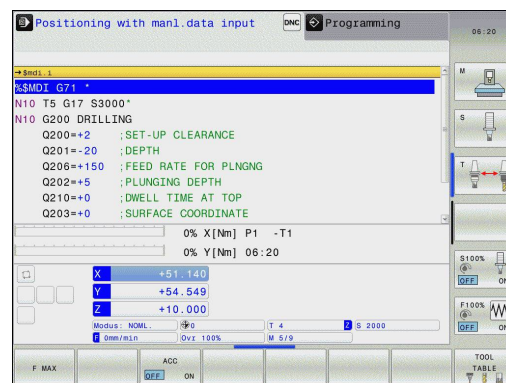 Positioning with manl.data input
DNC
Programming
06:20
→$mdi.i
%$MDI G71 *
N10 T5 G17 S3000*
N10 G200 DRILLING
Q200=+2 ;SET-UP CLEARANCE
Q201=-20 ;DEPTH
Q206=+150 ;FEED RATE FOR PLNGNG
Q202=+5 ;PLUNGING DEPTH
Q210=+0 ;DWELL TIME AT TOP
Q203=+0 ;SURFACE COORDINATE
0% X[Nm] P1 -T1
0% Y[Nm] 06:20
X +51.140
Y +54.549
Z +10.000
Modus: NOML. 0 T 4 Z S 2000
F 0mm/min Ovr 100% M 5/9
M
S
T
S100%
OFF ON
F100%
OFF ON
F MAX
ACC
OFF ON
TOOL
TABLE